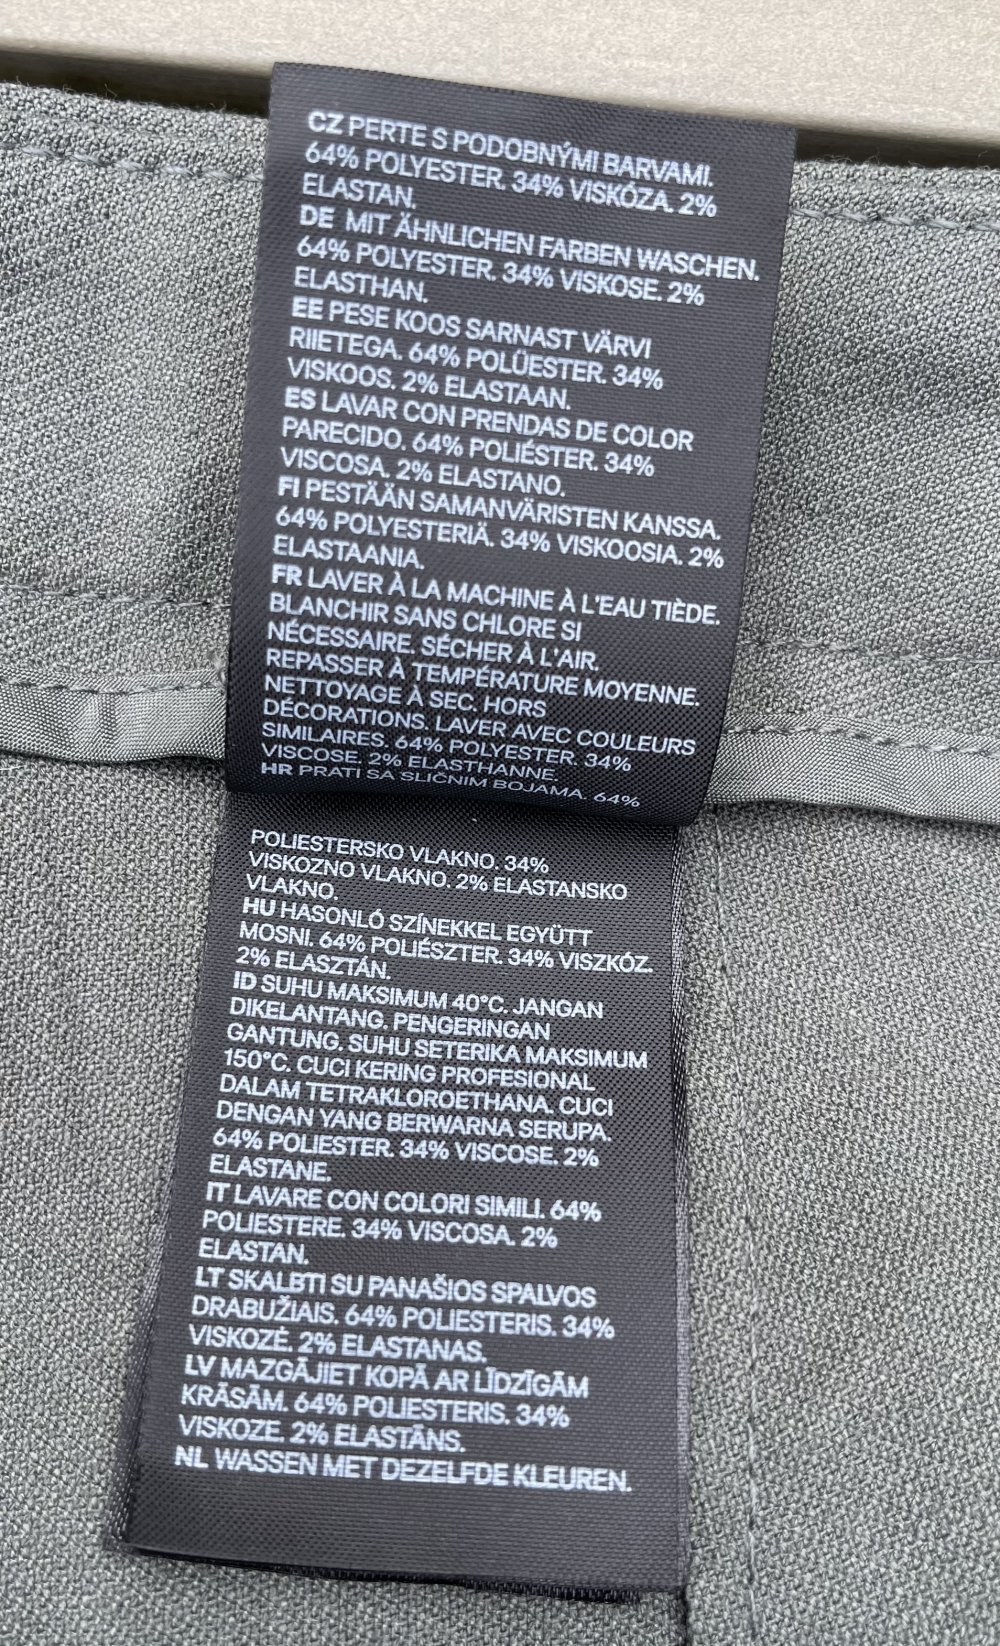 CZ PERTE S PODOBNÝMI BARVAMI.
64% POLYESTER. 34% VISKÓZA. 2%
ELASTAN.
DE MIT ÄHNLICHEN FARBEN WASCHEN.
64% POLYESTER. 34% VISKOSE. 2%
ELASTHAN.
EE PESE KOOS SARNAST VÄRVI
RIIETEGA. 64% POLÜESTER. 34%
VISKOOS. 2% ELASTAAN.
ES LAVAR CON PRENDAS DE COLOR
PARECIDO. 64% POLIÉSTER. 34%
VISCOSA. 2% ELASTANO.
FI PESTÄÄN SAMANVÄRISTEN KANSSA.
64% POLYESTERIÄ. 34% VISKOOSIA. 2%
ELASTAANIA.
FR LAVER À LA MACHINE À L'EAU TIÈDE.
BLANCHIR SANS CHLORE SI
NÉCESSAIRE. SÉCHER À L'AIR.
REPASSER À TEMPÉRATURE MOYENNE.
NETTOYAGE À SEC. HORS
DÉCORATIONS. LAVER AVEC COULEURS
SIMILAIRES. 64% POLYESTER. 34%
VISCOSE. 2% ELASTHANNE.
HR PRATI SA SLIČNIM BOJAMA. 64%
POLIESTERSKO VLAKNO. 34%
VISKOZNO VLAKNO. 2% ELASTANSKO
VLAKNO.
HU HASONLÓ SZÍNEKKEL EGYÜTT
MOSNI. 64% POLIÉSZTER. 34% VISZKÓZ.
2% ELASZTÁN.
ID SUHU MAKSIMUM 40°C. JANGAN
DIKELANTANG. PENGERINGAN
GANTUNG. SUHU SETERIKA MAKSIMUM
150°C. CUCI KERING PROFESIONAL
DALAM TETRAKLOROETHANA. CUCI
DENGAN YANG BERWARNA SERUPA.
64% POLIESTER. 34% VISCOSE. 2%
ELASTANE.
IT LAVARE CON COLORI SIMILI. 64%
POLIESTERE. 34% VISCOSA. 2%
ELASTAN.
LT SKALBTI SU PANAŠIOS SPALVOS
DRABUŽIAIS. 64% POLIESTERIS. 34%
VISKOZĖ. 2% ELASTANAS.
LV MAZGĀJIET KOPĀ AR LĪDZĪGĀM
KRĀSĀM. 64% POLIESTERIS. 34%
VISKOZE. 2% ELASTĀNS.
NL WASSEN MET DEZELFDE KLEUREN.